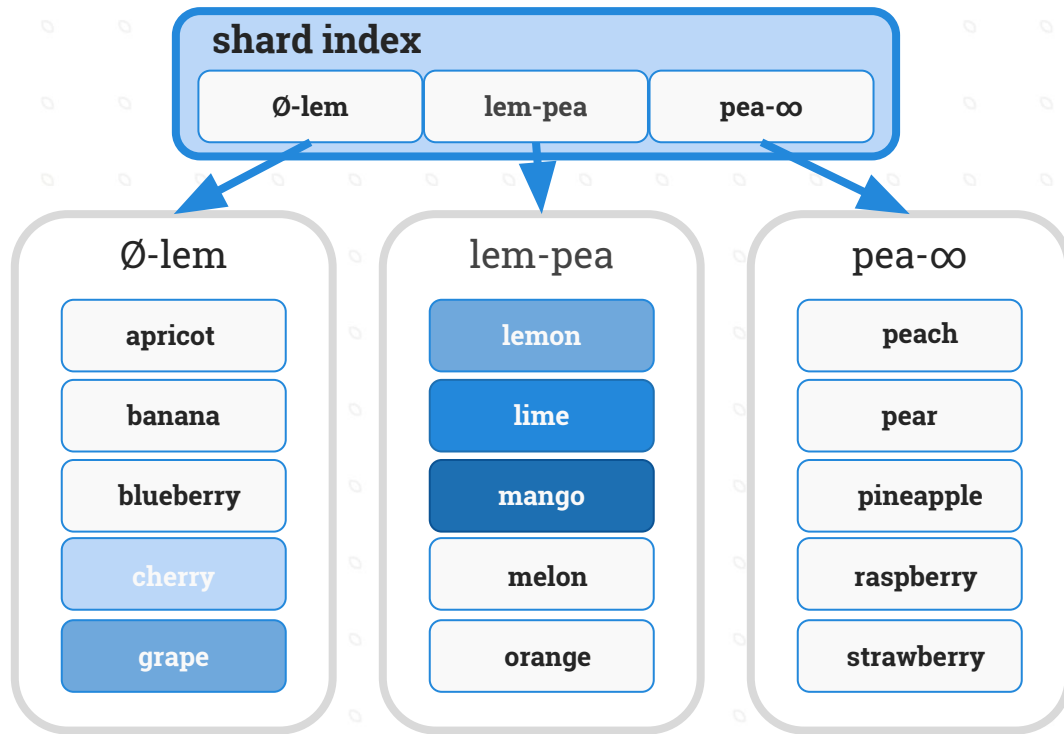 shard index
Ø-lem
lem-pea
pea-∞
Ø-lem
apricot
banana
blueberry
cherry
grape
lem-pea
lemon
lime
mango
melon
orange
pea-∞
peach
pear
pineapple
raspberry
strawberry